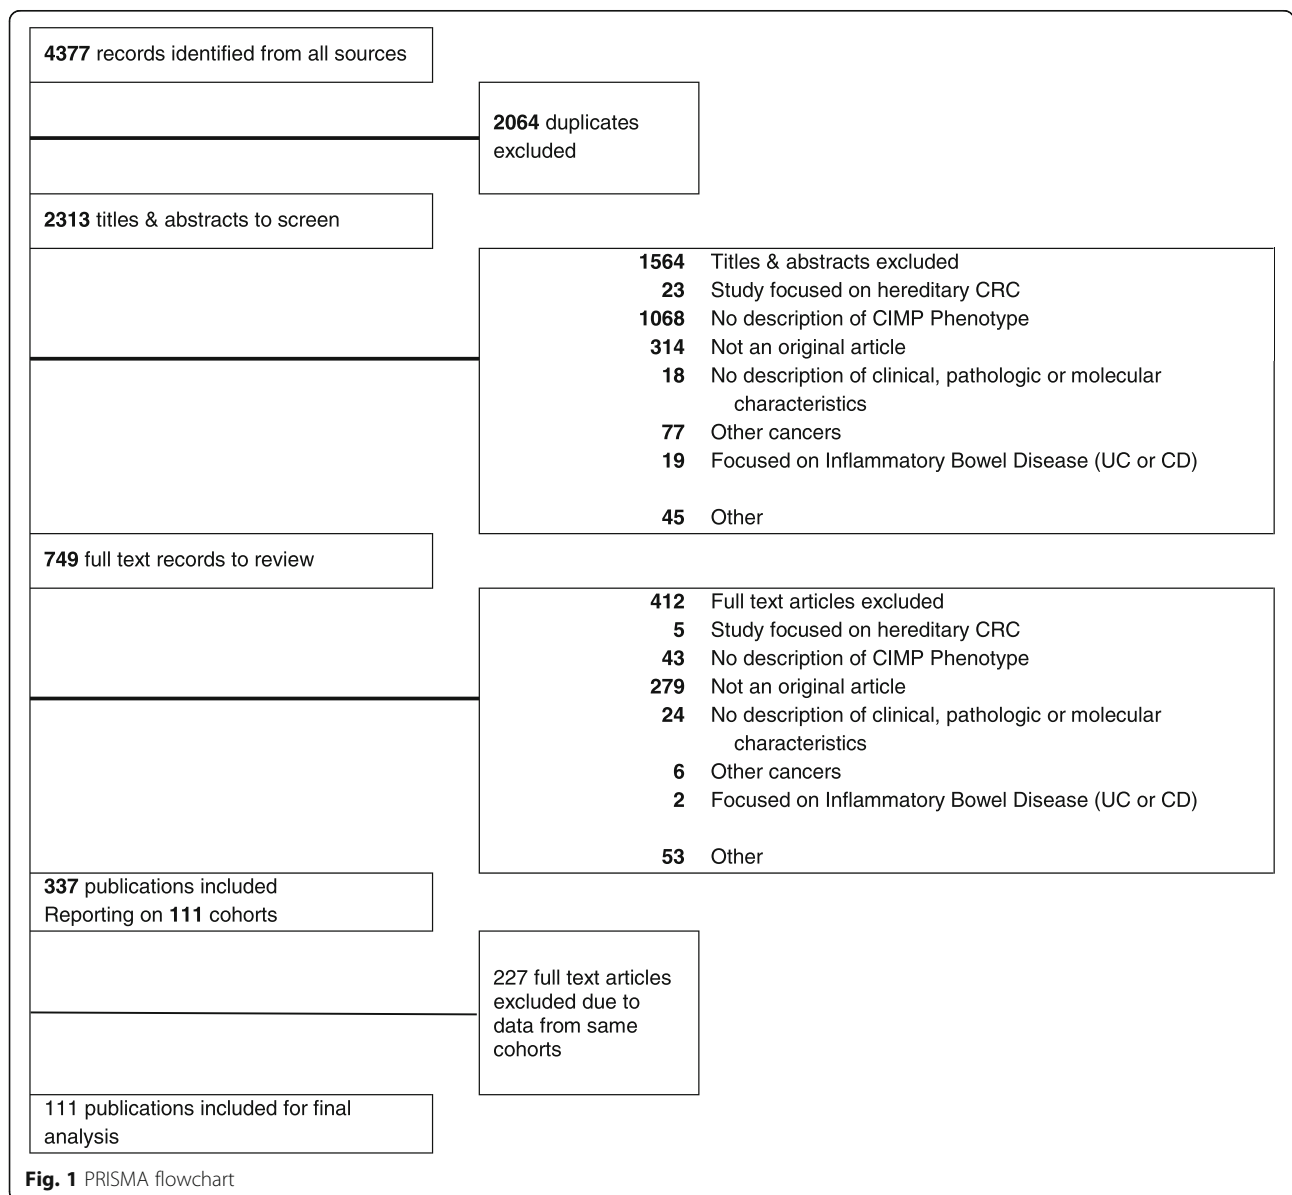 4377 records identified from all sources
2064 duplicates
excluded
2313 titles & abstracts to screen
1564 Titles & abstracts excluded
23 Study focused on hereditary CRC
1068 No description of CIMP Phenotype
314 Not an original article
18 No description of clinical, pathologic or molecular
characteristics
77 Other cancers
19 Focused on Inflammatory Bowel Disease (UC or CD)
45 Other
749 full text records to review
412 Full text articles excluded
5 Study focused on hereditary CRC
43 No description of CIMP Phenotype
279 Not an original article
24 No description of clinical, pathologic or molecular
characteristics
6 Other cancers
2 Focused on Inflammatory Bowel Disease (UC or CD)
53 Other
337 publications included
Reporting on 111 cohorts
227 full text articles
excluded due to
data from same
cohorts
111 publications included for final
analysis
Fig. 1 PRISMA flowchart